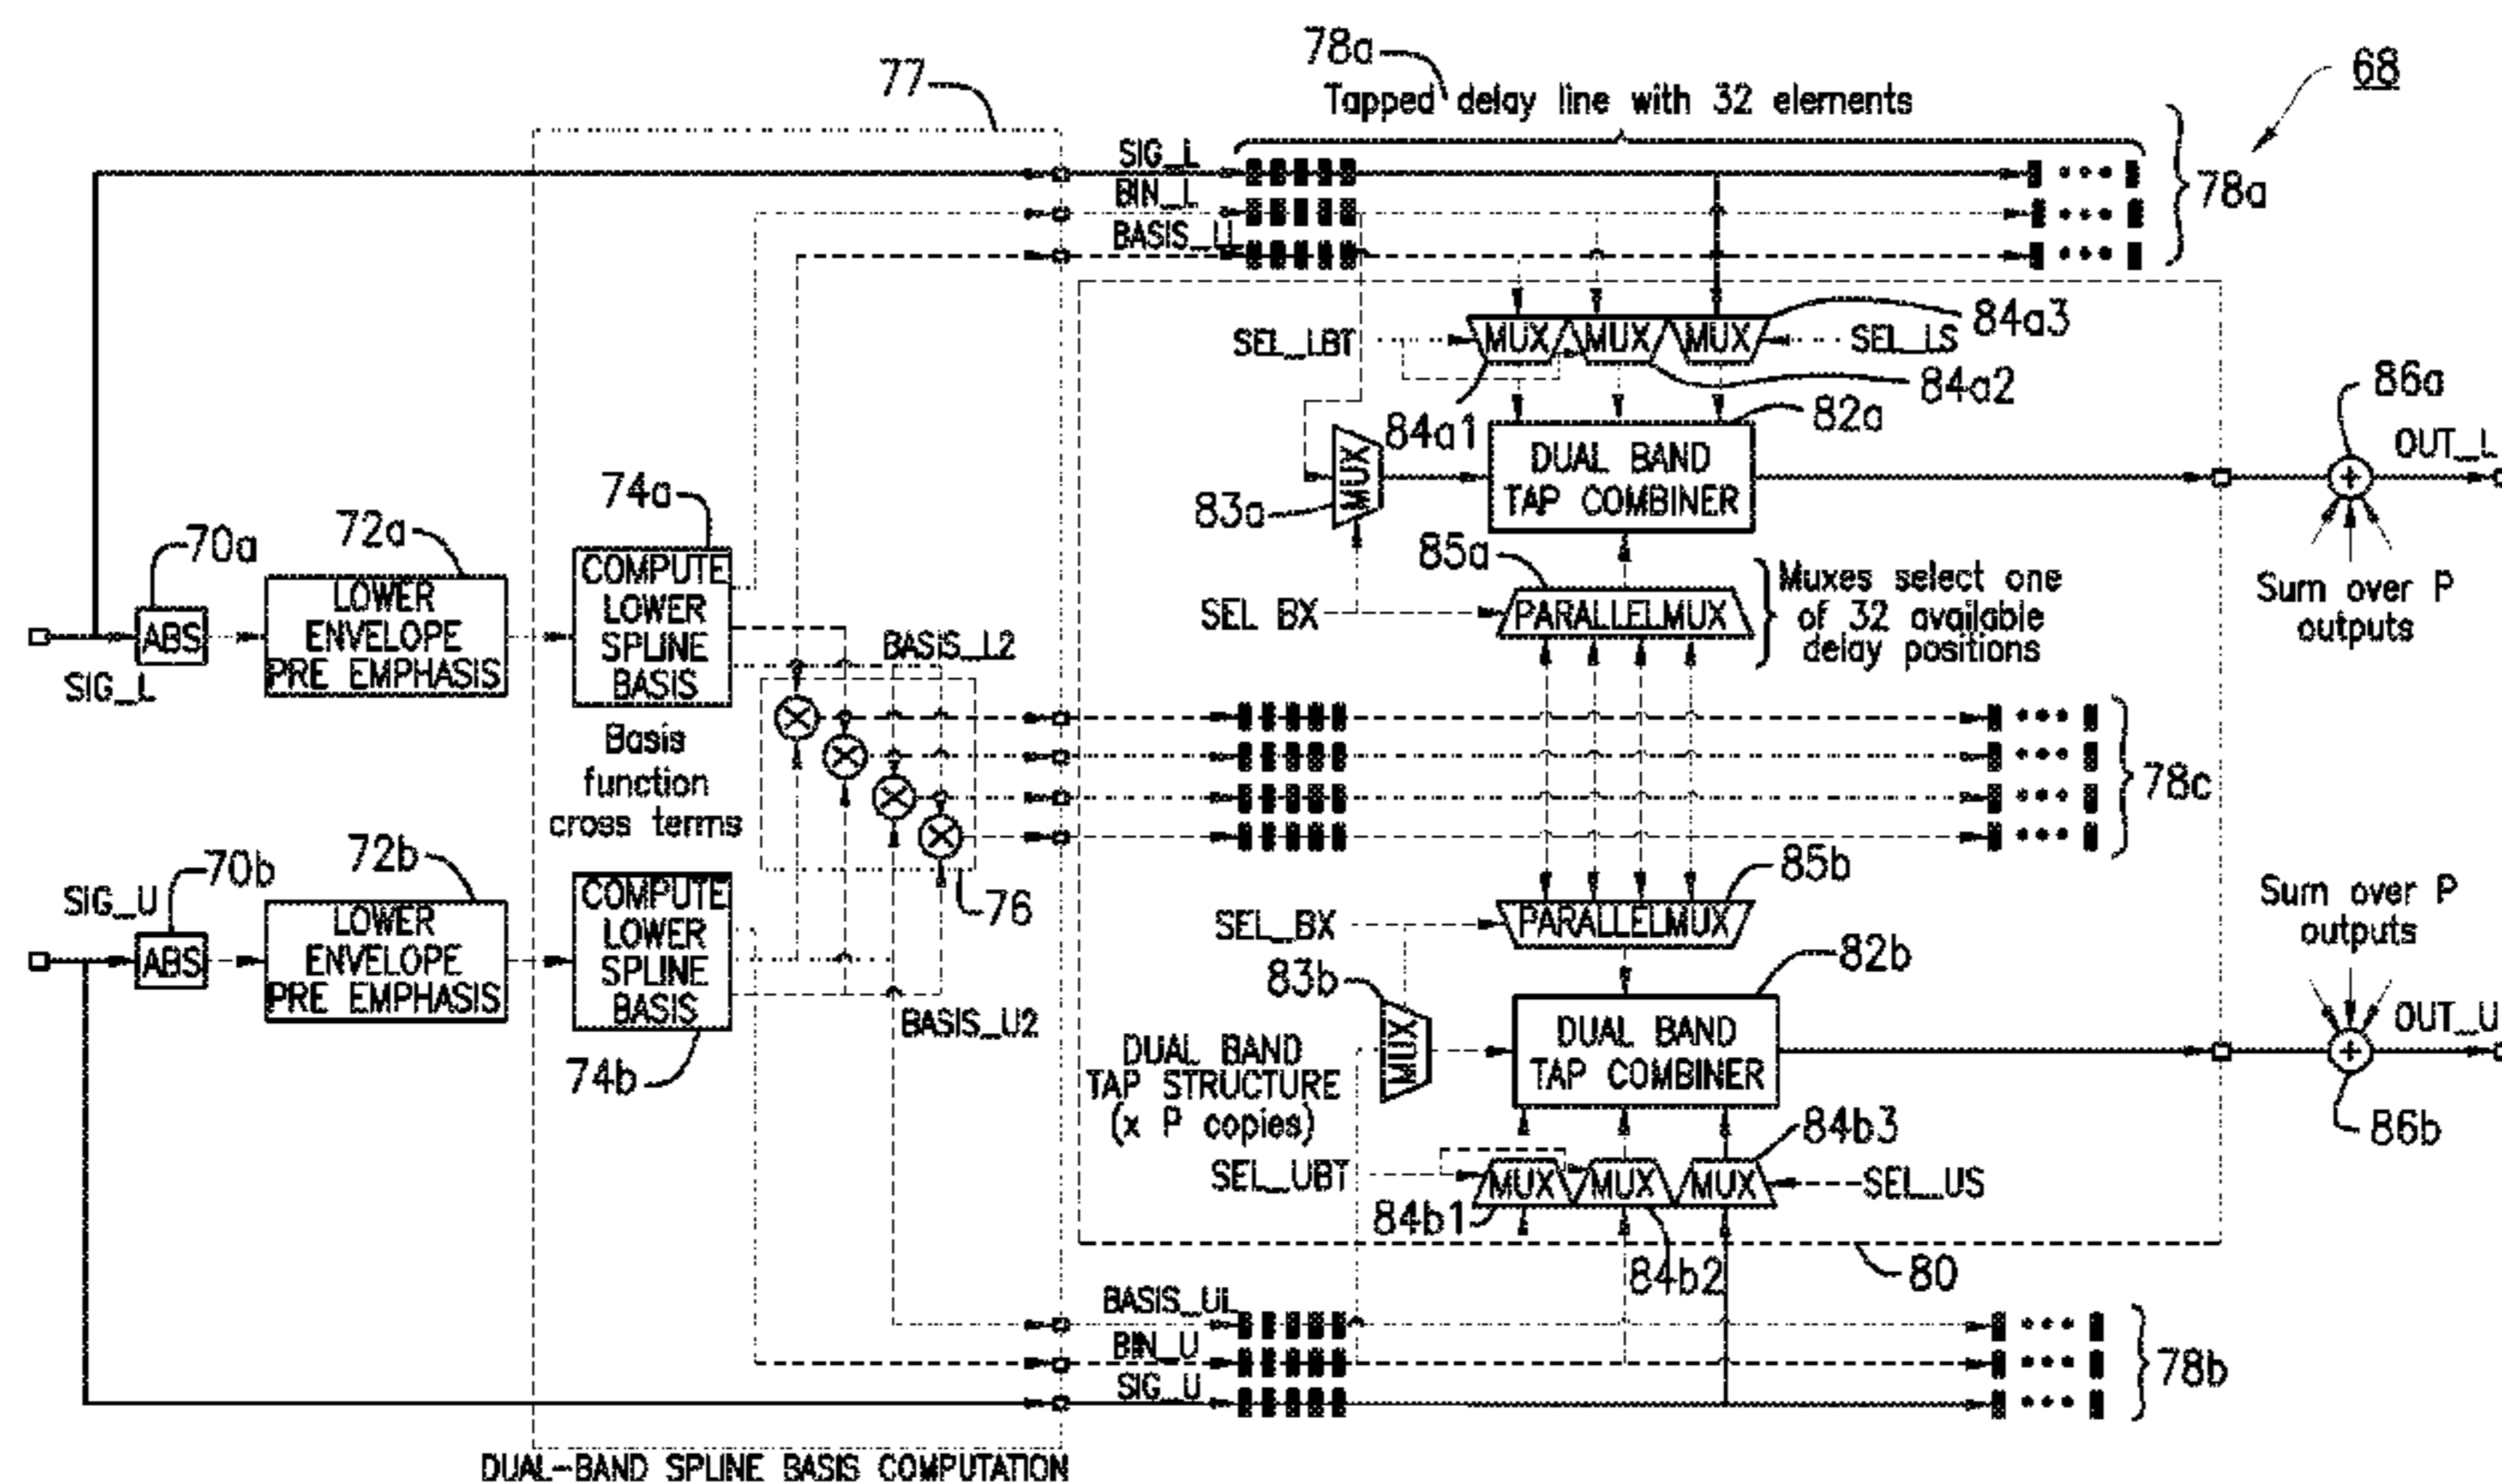 78a
77
Tapped delay line with 32 elements
68
SIG_L
BIN_L
78a
SEL_LBT
MUX
MUX
MUX
SEL_LS
84a3
84a2
84a1
82a
86a
OUT_L
MUX
83a
DUAL BAND
TAP COMBINER
74a
72a
70a
85a
COMPUTE
LOWER
SPLINE
BASIS
LOWER
ENVELOPE
PRE EMPHASIS
ABS
SIG_L
SEL BX
PARALLELMUX
Muxes select one
of 32 available
delay positions
Sum over P
outputs
BASIS_L2
Basis
function
cross terms
78c
76
70b
72b
SIG_U
ABS
LOWER
ENVELOPE
PRE EMPHASIS
COMPUTE
LOWER
SPLINE
BASIS
74b
BASIS_U2
85b
SEL_BX
PARALLELMUX
83b
MUX
82b
DUAL BAND
TAP COMBINER
Sum over P
outputs
OUT_U
86b
DUAL BAND
TAP STRUCTURE
(x P copies)
84b3
SEL_UBT
MUX
MUX
MUX
SEL_US
84b1
84b2
80
BIN_U
SIG_U
78b
DUAL-BAND SPLINE BASIS COMPUTATION